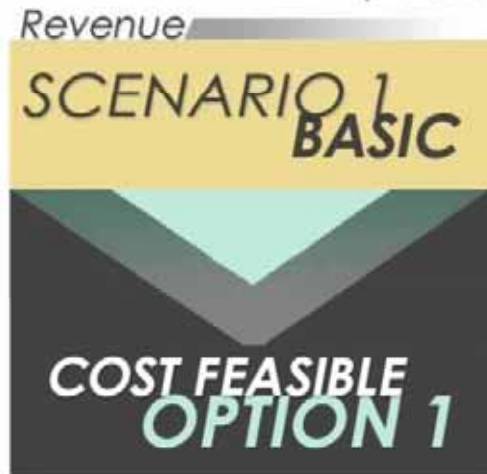 Revenue
SCENARIO 1
BASIC
COST FEASIBLE
OPTION 1